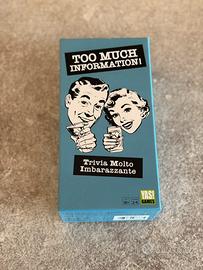 TOO MUCH
INFORMATION!
Trivia Molto
Imbarazzante
YAS!
GAMES